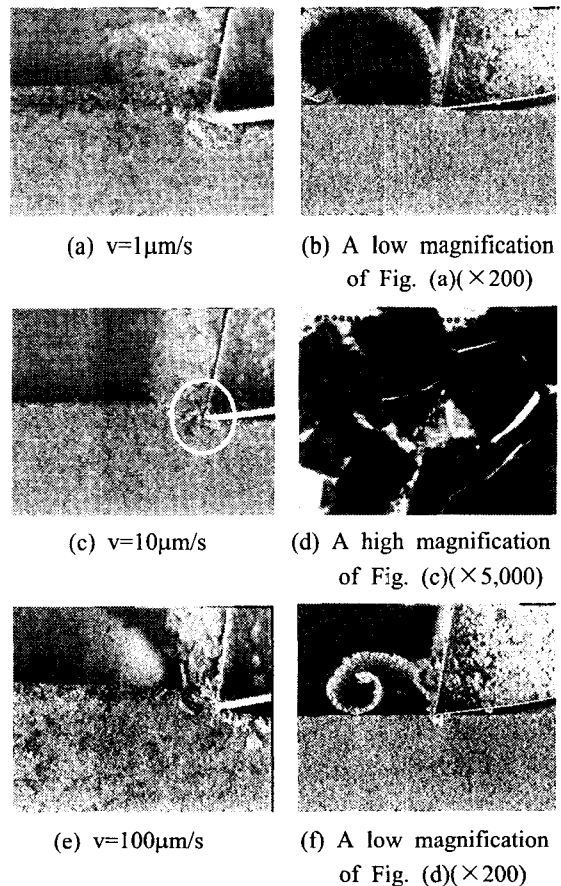 (a) v=1μm/s
(b) A low magnification
of Fig. (a)(×200)
(c) v=10μm/s
(d) A high magnification
of Fig. (c)(×5,000)
(e) v=100μm/s
(f) A low magnification
of Fig. (d)(×200)